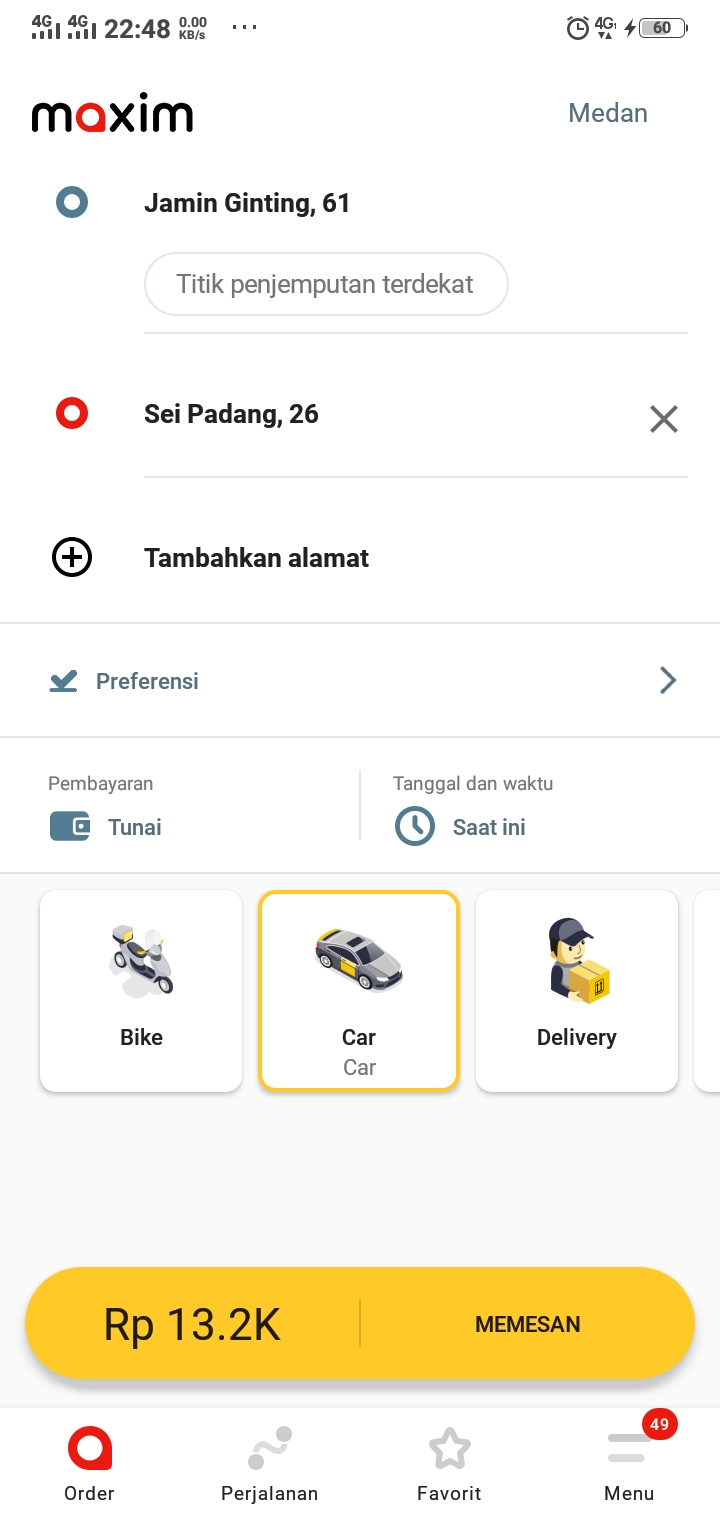 4G 4G 22:48 0.00 KB/s ... 4G 60
maxim
Medan
Jamin Ginting, 61
Titik penjemputan terdekat
Sei Padang, 26
Tambahkan alamat
Preferensi
Pembayaran
Tunai
Tanggal dan waktu
Saat ini
Bike
Car
Car
Delivery
Rp 13.2K
MEMESAN
49
Order
Perjalanan
Favorit
Menu